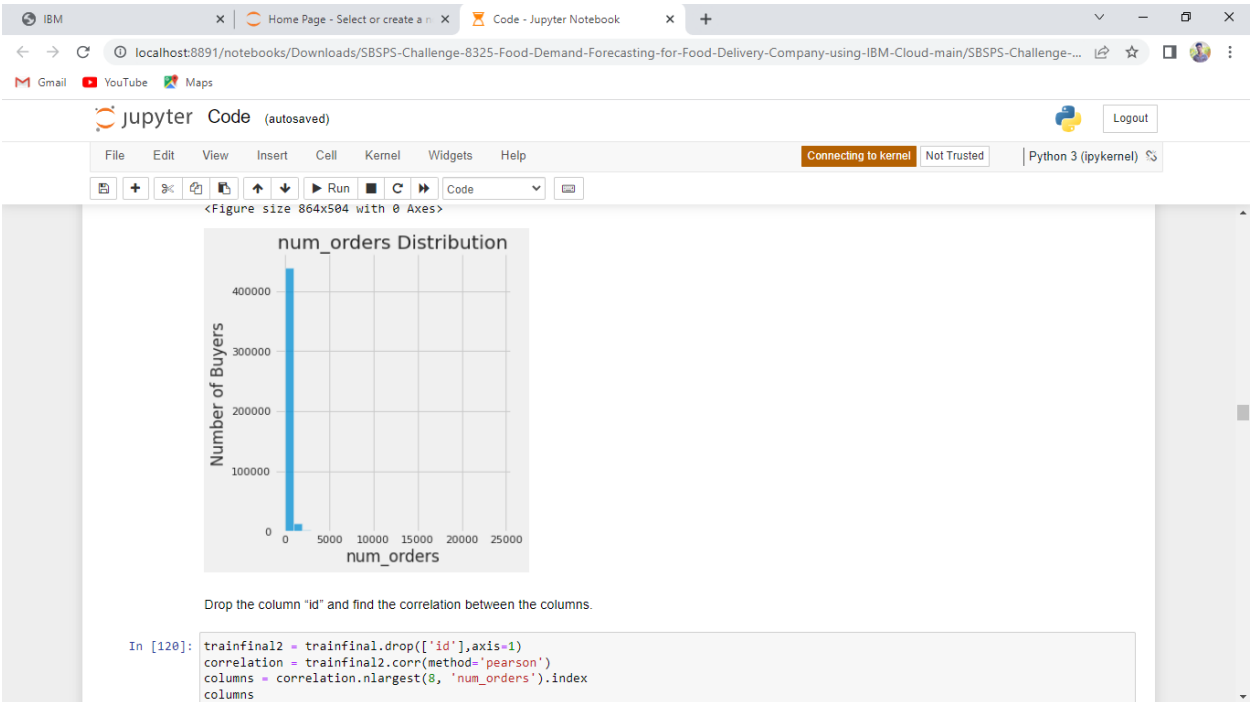 IBM
Home Page - Select or create a n
Code - Jupyter Notebook
localhost:8891/notebooks/Downloads/SBSPS-Challenge-8325-Food-Demand-Forecasting-for-Food-Delivery-Company-using-IBM-Cloud-main/SBSPS-Challenge-...
Gmail YouTube Maps
jupyter Code (autosaved) Logout
File Edit View Insert Cell Kernel Widgets Help Connecting to kernel Not Trusted Python 3 (ipykernel)
Run Code
<Figure size 864x504 with 0 Axes>
num_orders Distribution
Number of Buyers
400000
300000
200000
100000
0
0 5000 10000 15000 20000 25000
num_orders
Drop the column “id” and find the correlation between the columns.
In [120]: trainfinal2 = trainfinal.drop(['id'],axis=1)
correlation = trainfinal2.corr(method='pearson')
columns = correlation.nlargest(8, 'num_orders').index
columns